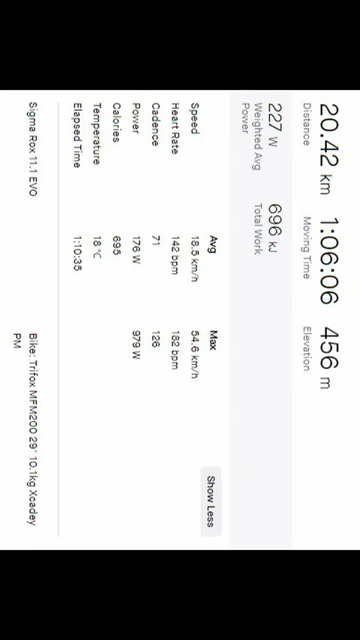 20.42 km 1:06:06 456 m
Distance Moving Time Elevation
227 W 696 kJ
Weighted Avg Power Total Work
Avg Max Show Less
Speed 18.5 km/h 54.6 km/h
Heart Rate 142 bpm 182 bpm
Cadence 71 126
Power 176 W 979 W
Calories 695
Temperature 18 °C
Elapsed Time 1:10:35
Sigma Rox 11.1 EVO Bike: Trifox MFM200 29" 10.1kg Xcadey
PM